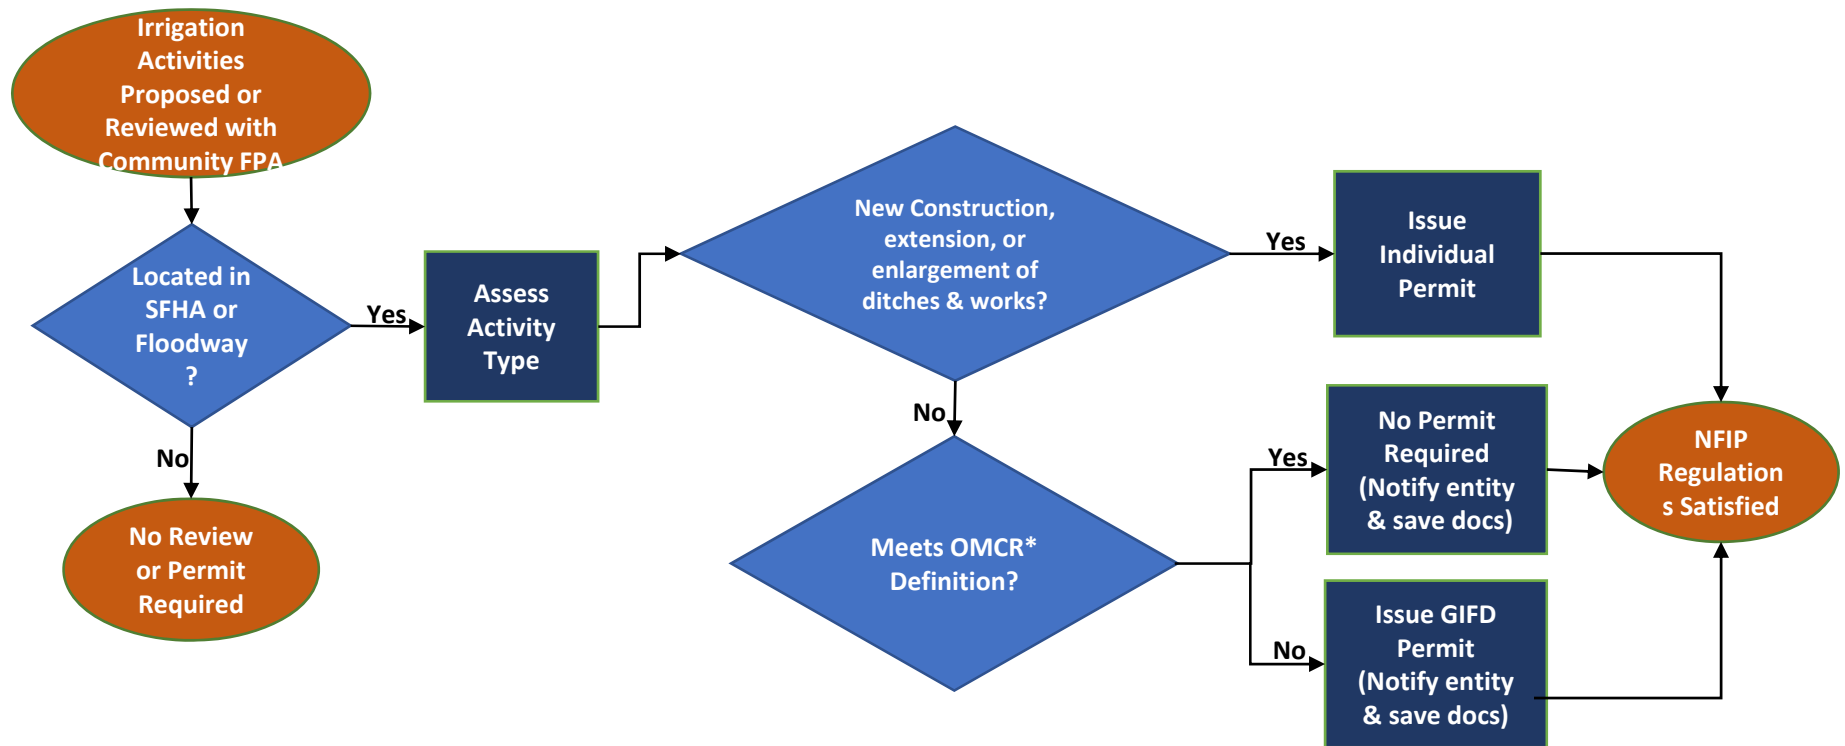 Irrigation
Activities
Proposed or
Reviewed with
Community FPA
Located in
SFHA or
Floodway
?
Yes
No
No Review
or Permit
Required
Assess
Activity
Type
New Construction,
extension, or
enlargement of
ditches & works?
Yes
No
Issue
Individual
Permit
Meets OMCR*
Definition?
Yes
No
No Permit
Required
(Notify entity
& save docs)
Issue GIFD
Permit
(Notify entity
& save docs)
NFIP
Regulation
s Satisfied